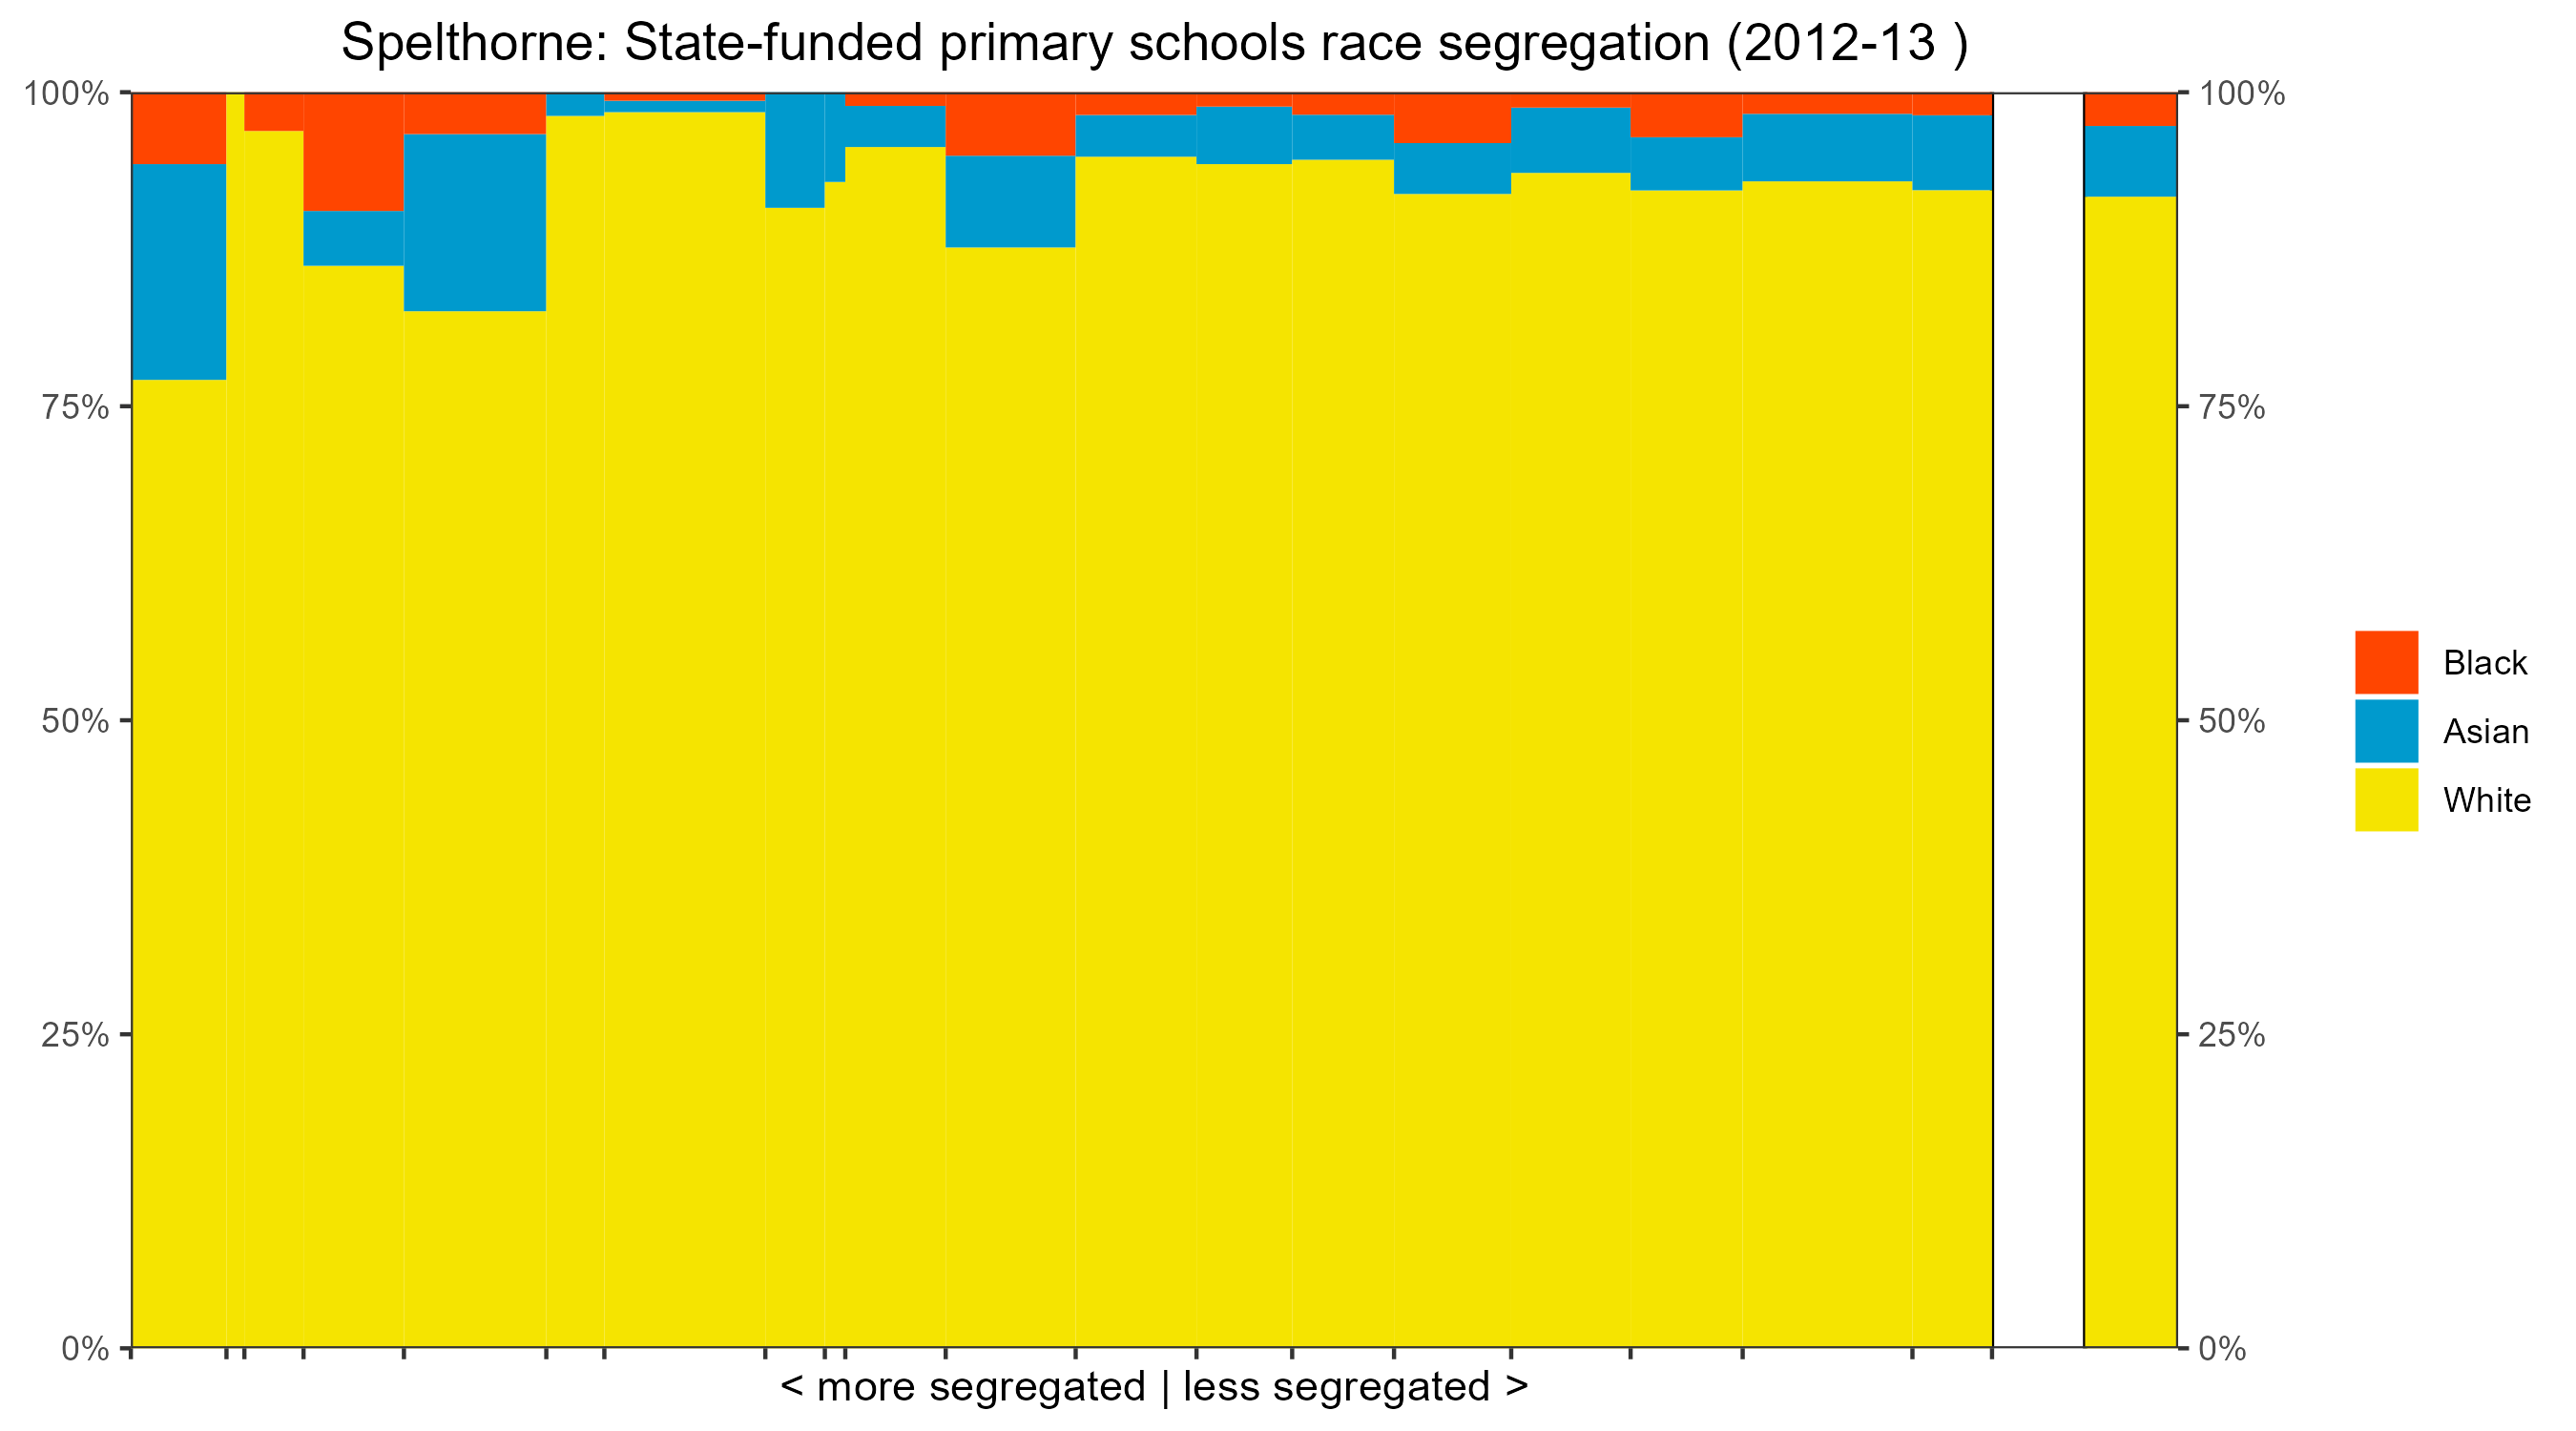 Spelthorne: State-funded primary schools race segregation (2012-13 )
100%
75%
50%
25%
0%
100%
75%
50%
25%
0%
Black
Asian
White
< more segregated | less segregated >